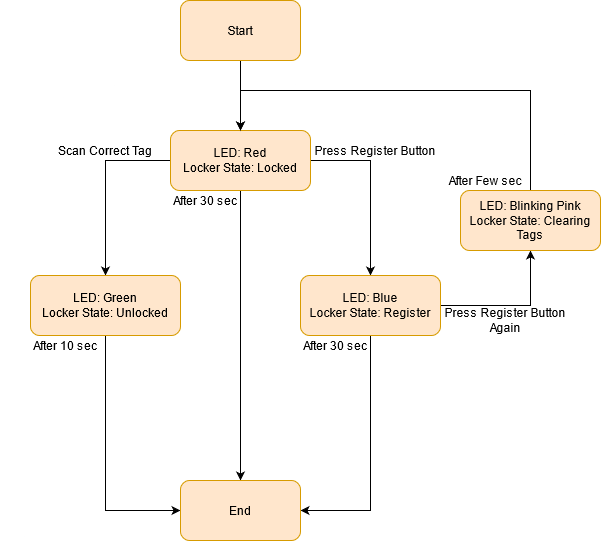 Start
Scan Correct Tag
LED: Red
Locker State: Locked
Press Register Button
After 30 sec
After Few sec
LED: Blinking Pink
Locker State: Clearing
Tags
LED: Green
Locker State: Unlocked
LED: Blue
Locker State: Register
Press Register Button
Again
After 10 sec
After 30 sec
End